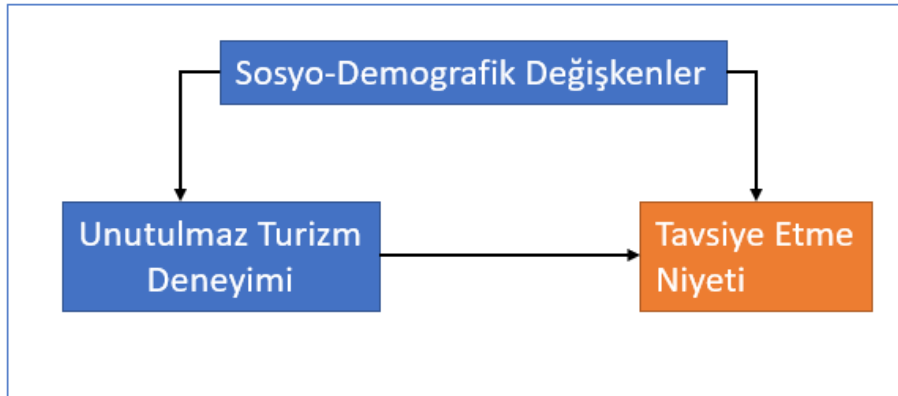 Sosyo-Demografik Değişkenler
Unutulmaz Turizm
Deneyimi
Tavsiye Etme
Niyeti